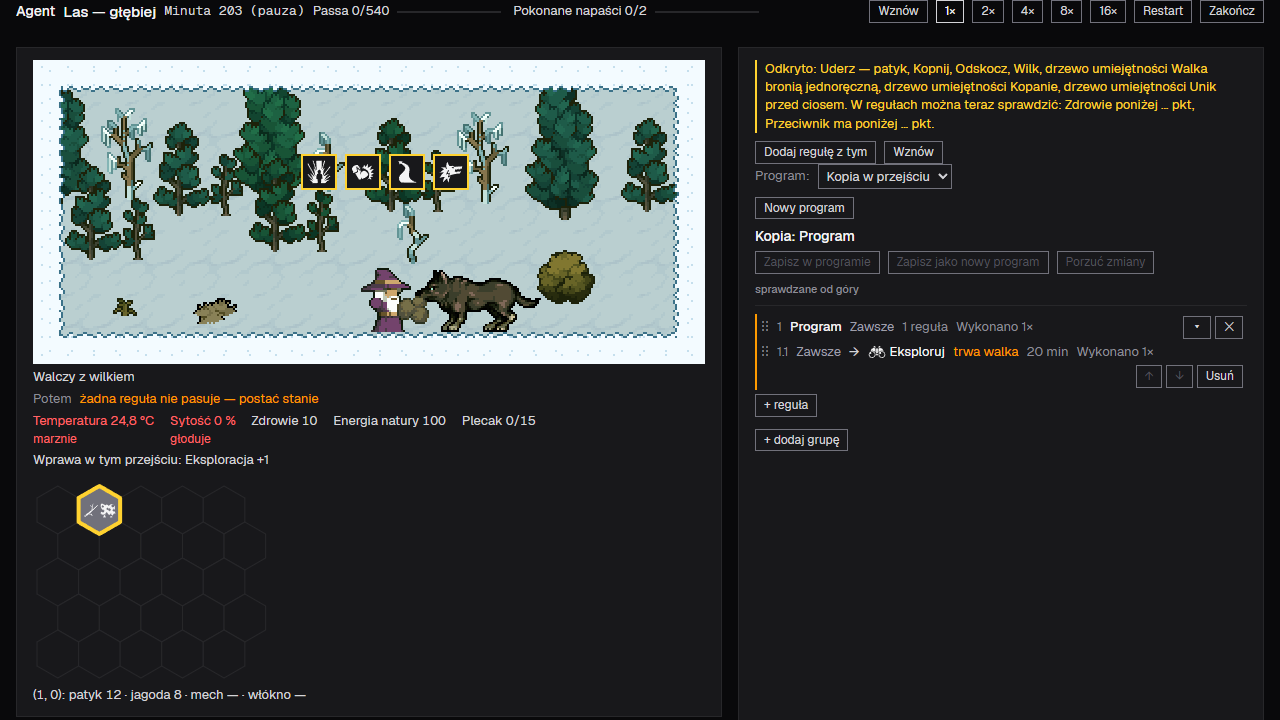 Agent Las — głębiej Minuta 203 (pauza) Passa 0/540 Pokonane napaści 0/2 Wznów 1× 2× 4× 8× 16× Restart Zakończ
Odkryto: Uderz — patyk, Kopnij, Odskocz, Wilk, drzewo umiejętności Walka
bronią jednoręczną, drzewo umiejętności Kopanie, drzewo umiejętności Unik
przed ciosem. W regułach można teraz sprawdzić: Zdrowie poniżej … pkt,
Przeciwnik ma poniżej … pkt.
Dodaj regułę z tym Wznów
Program: Kopia w przejściu
Nowy program
Kopia: Program
Zapisz w programie Zapisz jako nowy program Porzuć zmiany
sprawdzane od góry
1 Program Zawsze 1 reguła Wykonano 1×
1.1 Zawsze → Eksploruj trwa walka 20 min Wykonano 1×
↑ ↓ Usuń
+ reguła
+ dodaj grupę
Walczy z wilkiem
Potem żadna reguła nie pasuje — postać stanie
Temperatura 24,8 °C Sytość 0 % Zdrowie 10 Energia natury 100 Plecak 0/15
marznie głoduje
Wprawa w tym przejściu: Eksploracja +1
(1, 0): patyk 12 · jagoda 8 · mech — · włókno —